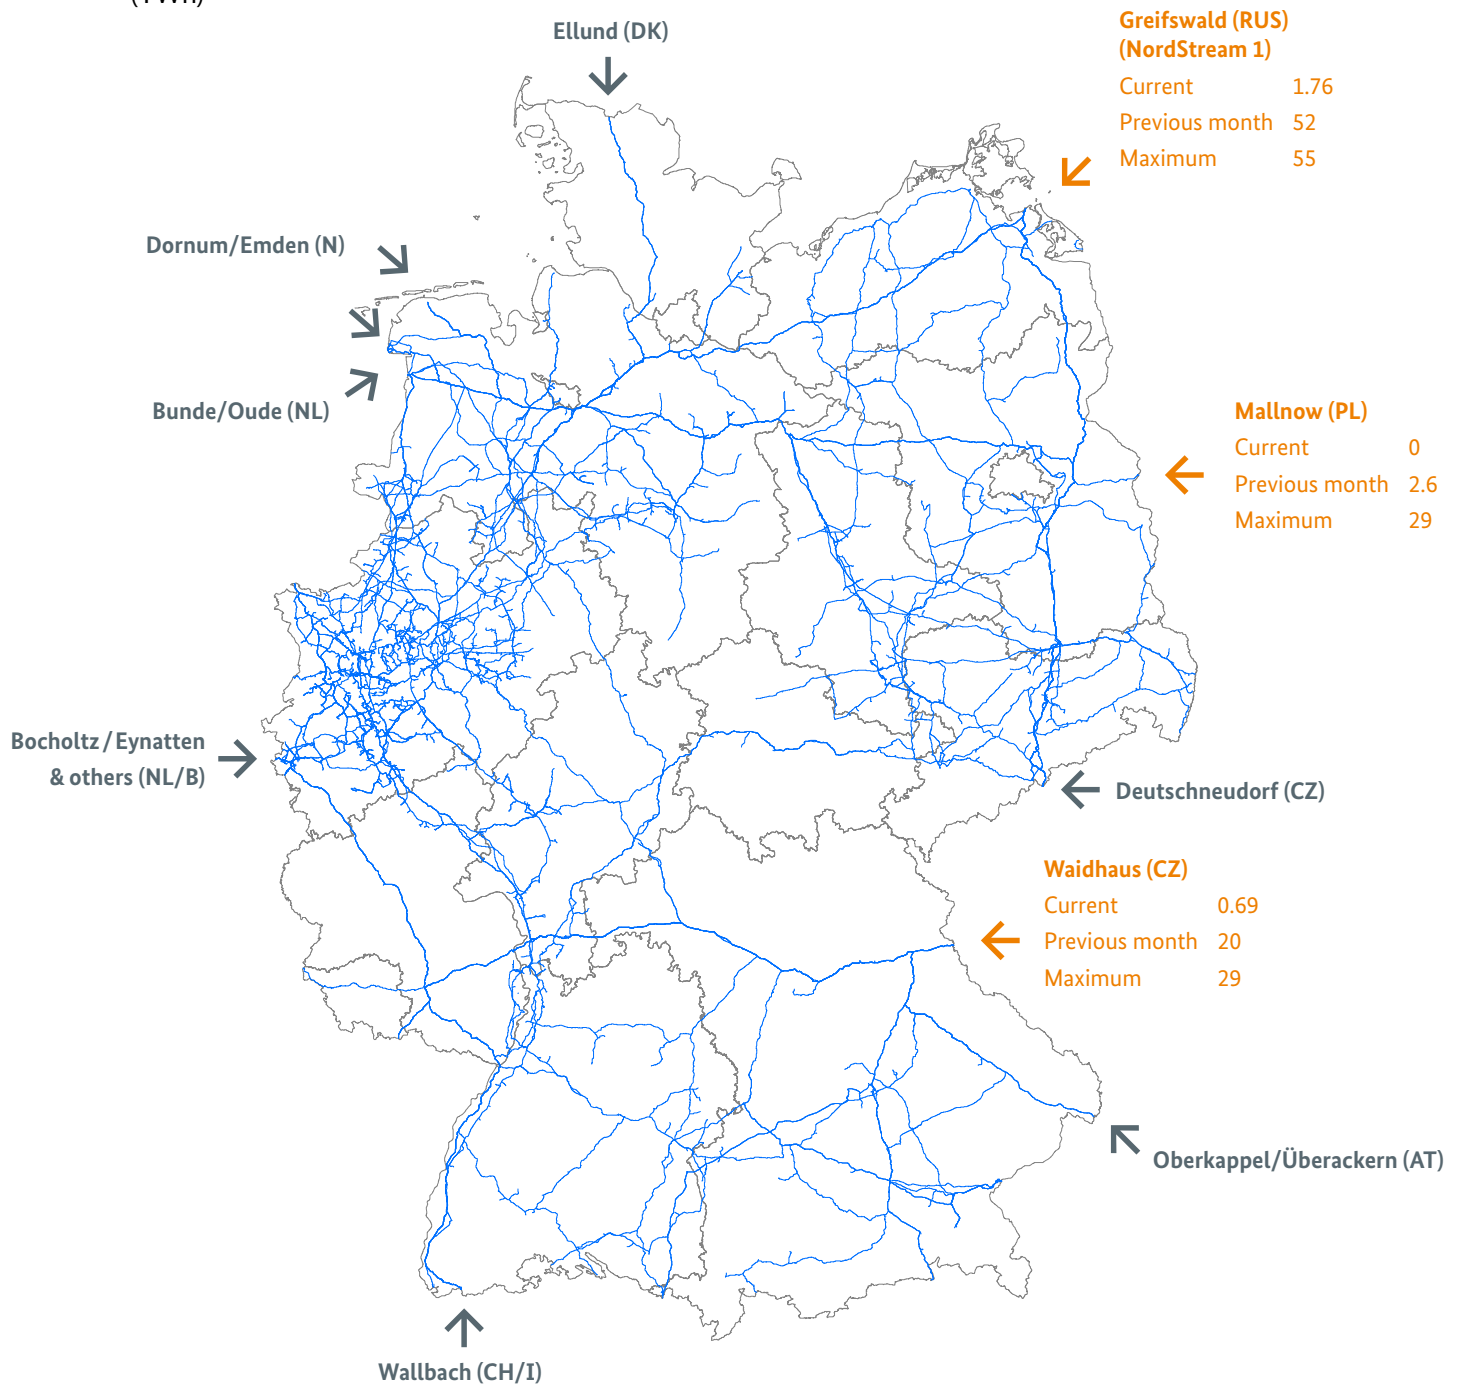 (TWh)
Ellund (DK)
Greifswald (RUS)
(NordStream 1)
Current 1.76
Previous month 52
Maximum 55
Dornum/Emden (N)
Bunde/Oude (NL)
Mallnow (PL)
Current 0
Previous month 2.6
Maximum 29
Bocholtz / Eynatten
& others (NL/B)
Deutschneudorf (CZ)
Waidhaus (CZ)
Current 0.69
Previous month 20
Maximum 29
Oberkappel/Überackern (AT)
Wallbach (CH/I)